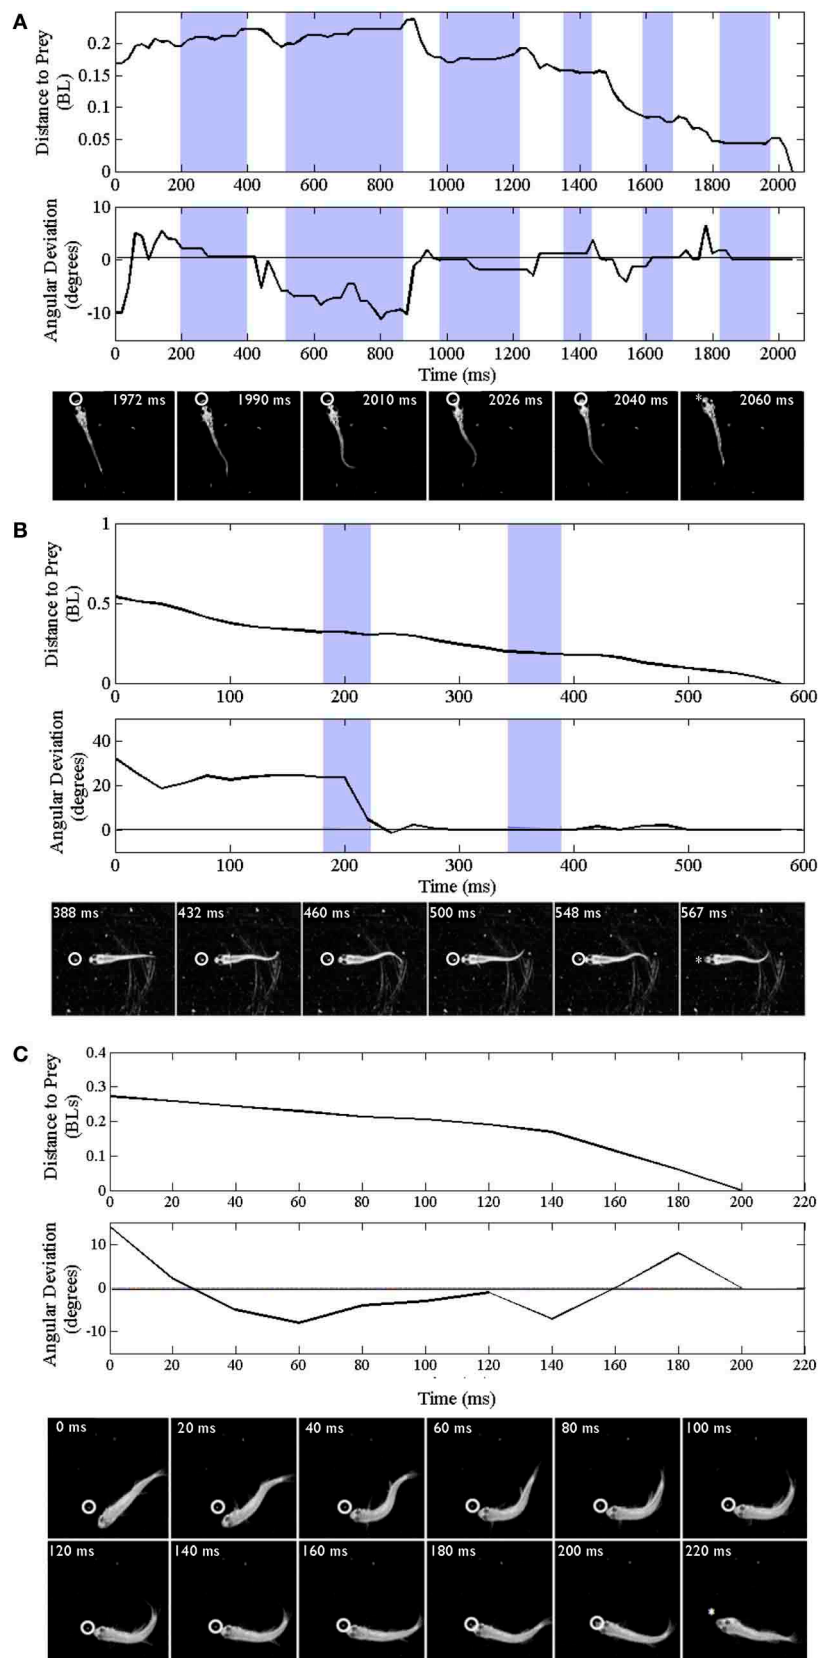 A
Distance to Prey
(BL)
0.2
0.15
0.1
0.05
0
0 200 400 600 800 1000 1200 1400 1600 1800 2000
Angular Deviation
(degrees)
10
0
-10
0 200 400 600 800 1000 1200 1400 1600 1800 2000
Time (ms)
1972 ms 1990 ms 2010 ms 2026 ms 2040 ms 2060 ms
*
B
Distance to Prey
(BL)
1
0.5
0
0 100 200 300 400 500 600
Angular Deviation
(degrees)
40
20
0
0 100 200 300 400 500 600
Time (ms)
388 ms 432 ms 460 ms 500 ms 548 ms 567 ms
*
C
Distance to Prey
(BLs)
0.4
0.3
0.2
0.1
0
0 20 40 60 80 100 120 140 160 180 200 220
Angular Deviation
(degrees)
10
0
-10
0 20 40 60 80 100 120 140 160 180 200 220
Time (ms)
0 ms 20 ms 40 ms 60 ms 80 ms 100 ms
120 ms 140 ms 160 ms 180 ms 200 ms 220 ms
*